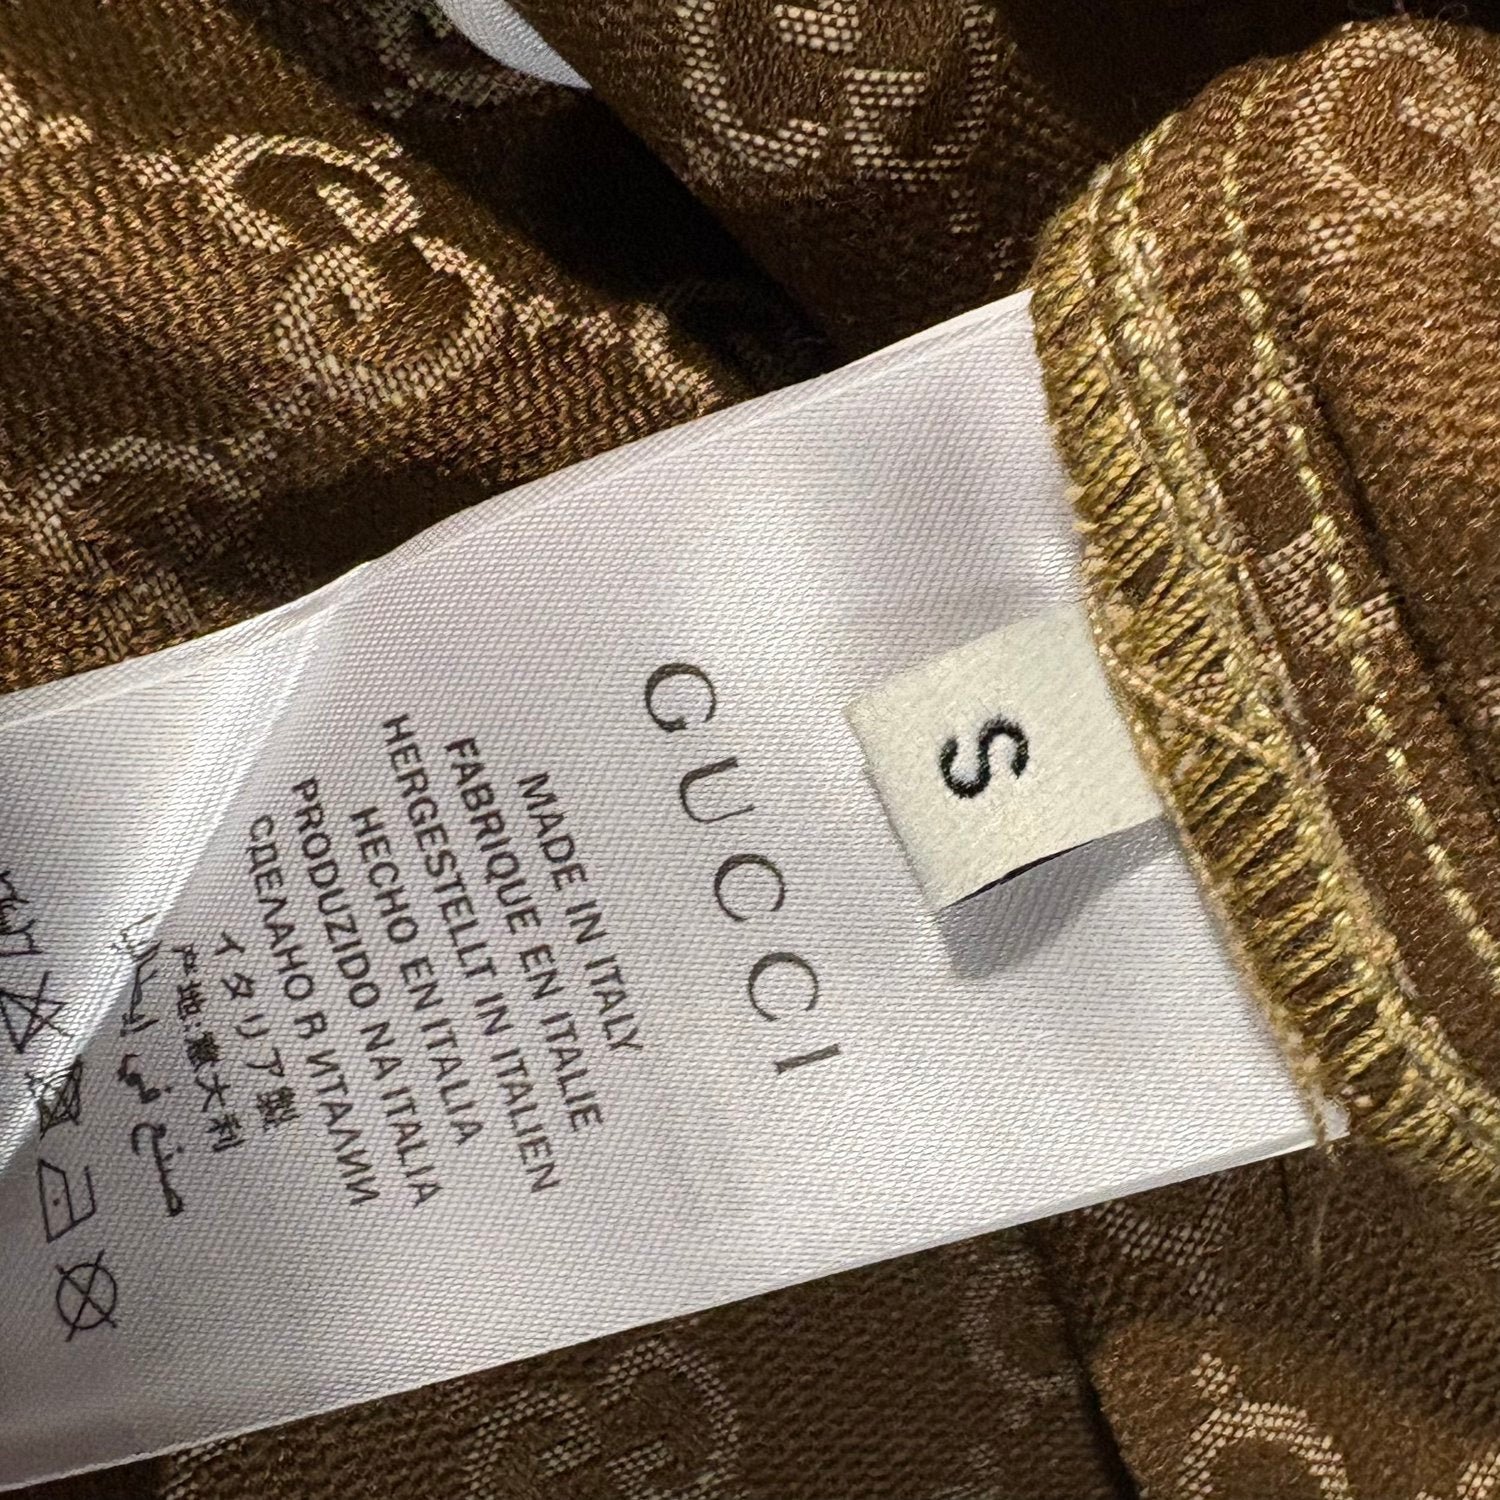 S
GUCCI
MADE IN ITALY
FABRIQUE EN ITALIE
HERGESTELLT IN ITALIEN
HECHO EN ITALIA
PRODUZIDO NA ITALIA
СДЕЛАНО В ИТАЛИИ
イタリア製
产地:意大利